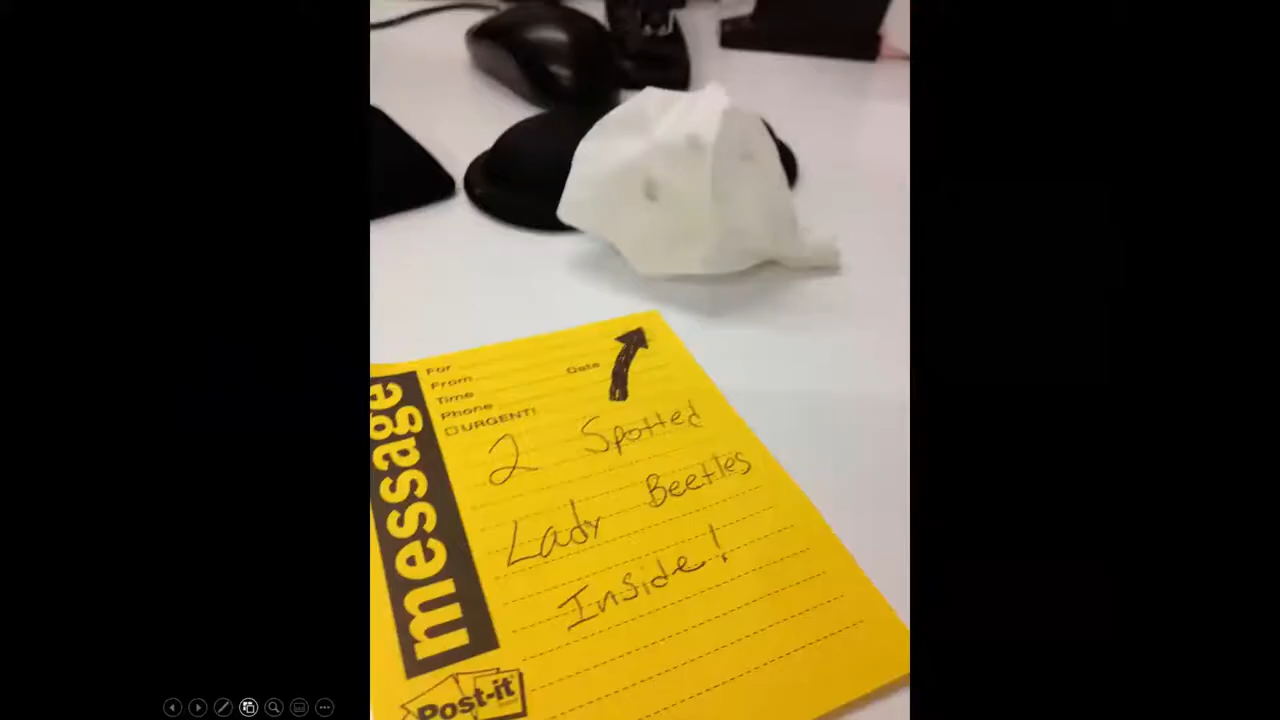 message
For
From
Date
Time
Phone
URGENT!
2 Spotted
Lady Beetles
Inside!
Post-it